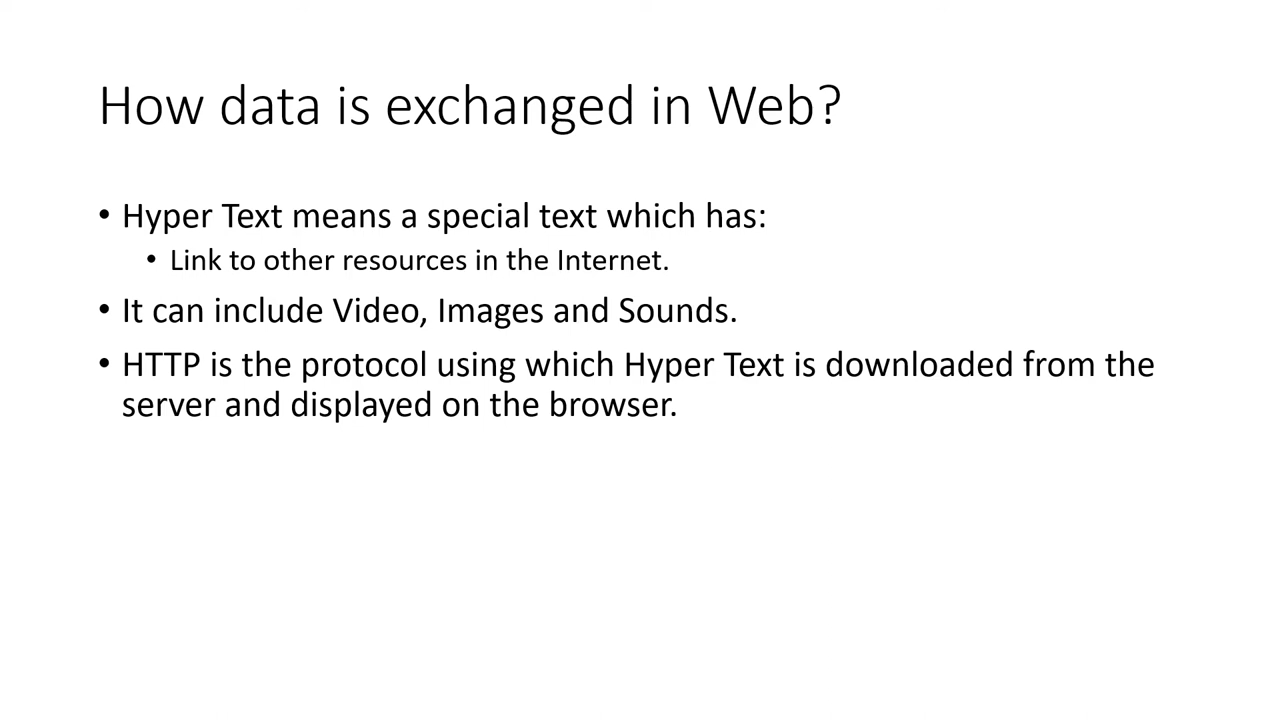 How data is exchanged in Web?
• Hyper Text means a special text which has:
• Link to other resources in the Internet.
• It can include Video, Images and Sounds.
• HTTP is the protocol using which Hyper Text is downloaded from the
server and displayed on the browser.